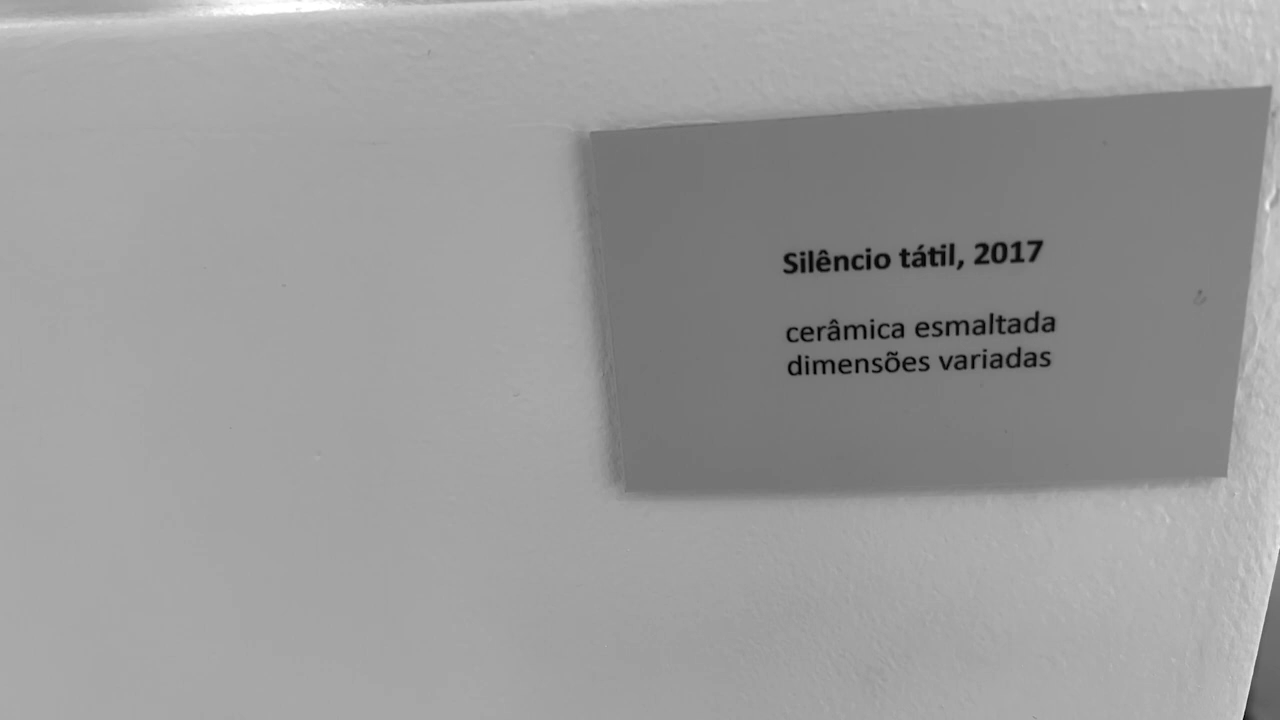 Silêncio tátil, 2017
cerâmica esmaltada
dimensões variadas